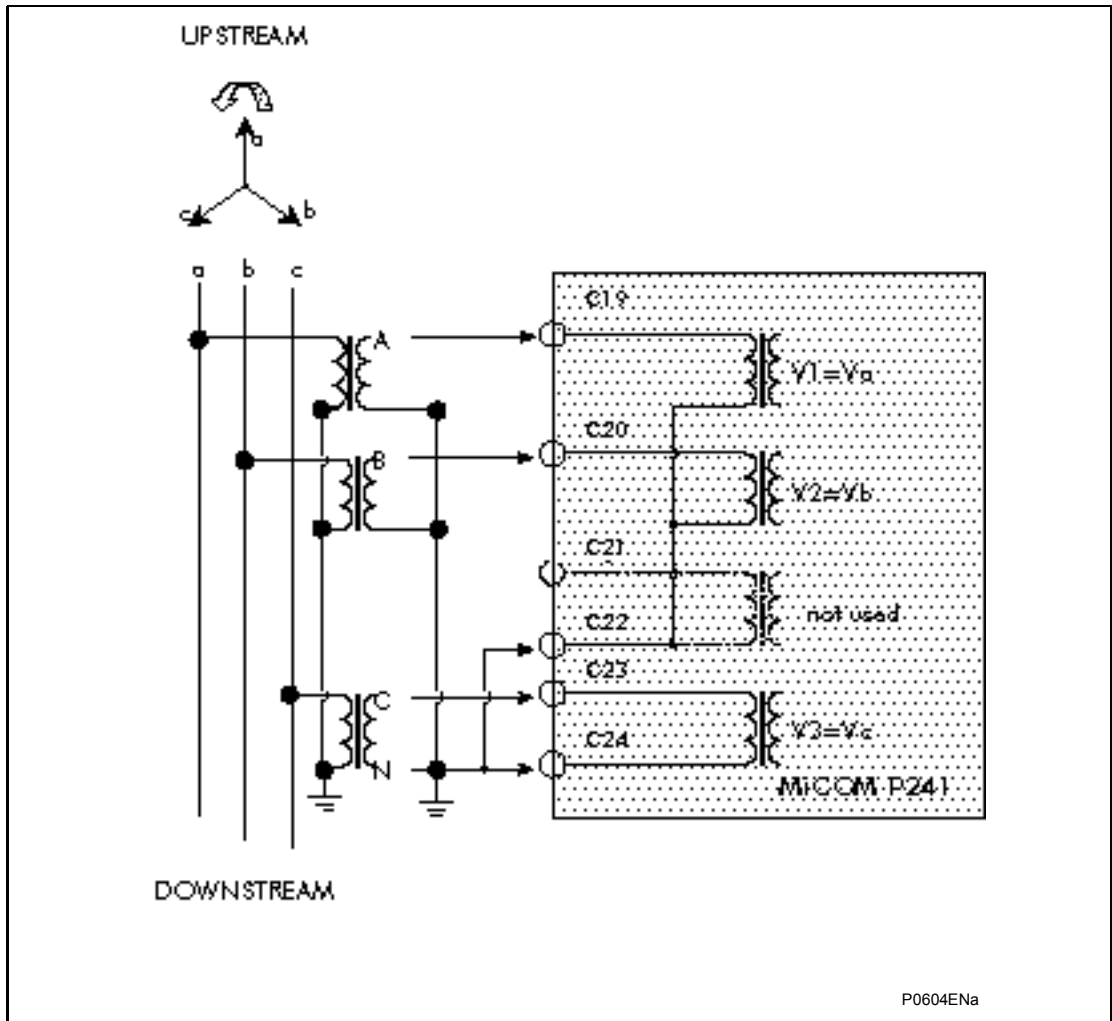 UPSTREAM
a
c
b
a b c
C19
A
V1=Va
C20
B
V2=Vb
C21
not used
C22
C23
C
V3=Vc
C24
N
MiCOM P241
DOWNSTREAM
P0604ENa